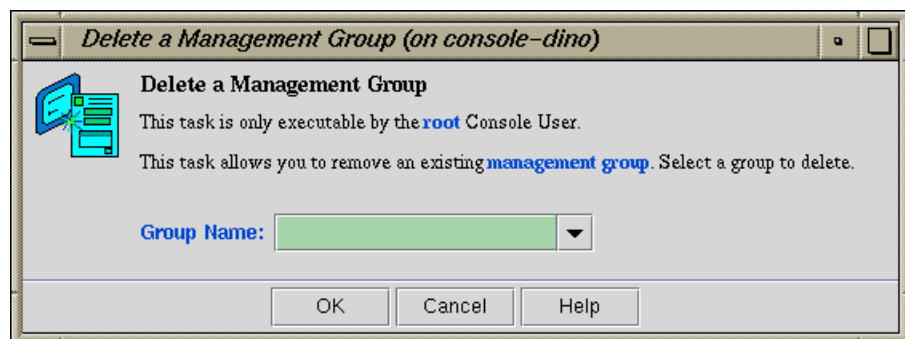 Delete a Management Group (on console-dino)
Delete a Management Group
This task is only executable by the root Console User.
This task allows you to remove an existing management group. Select a group to delete.
Group Name:
OK Cancel Help